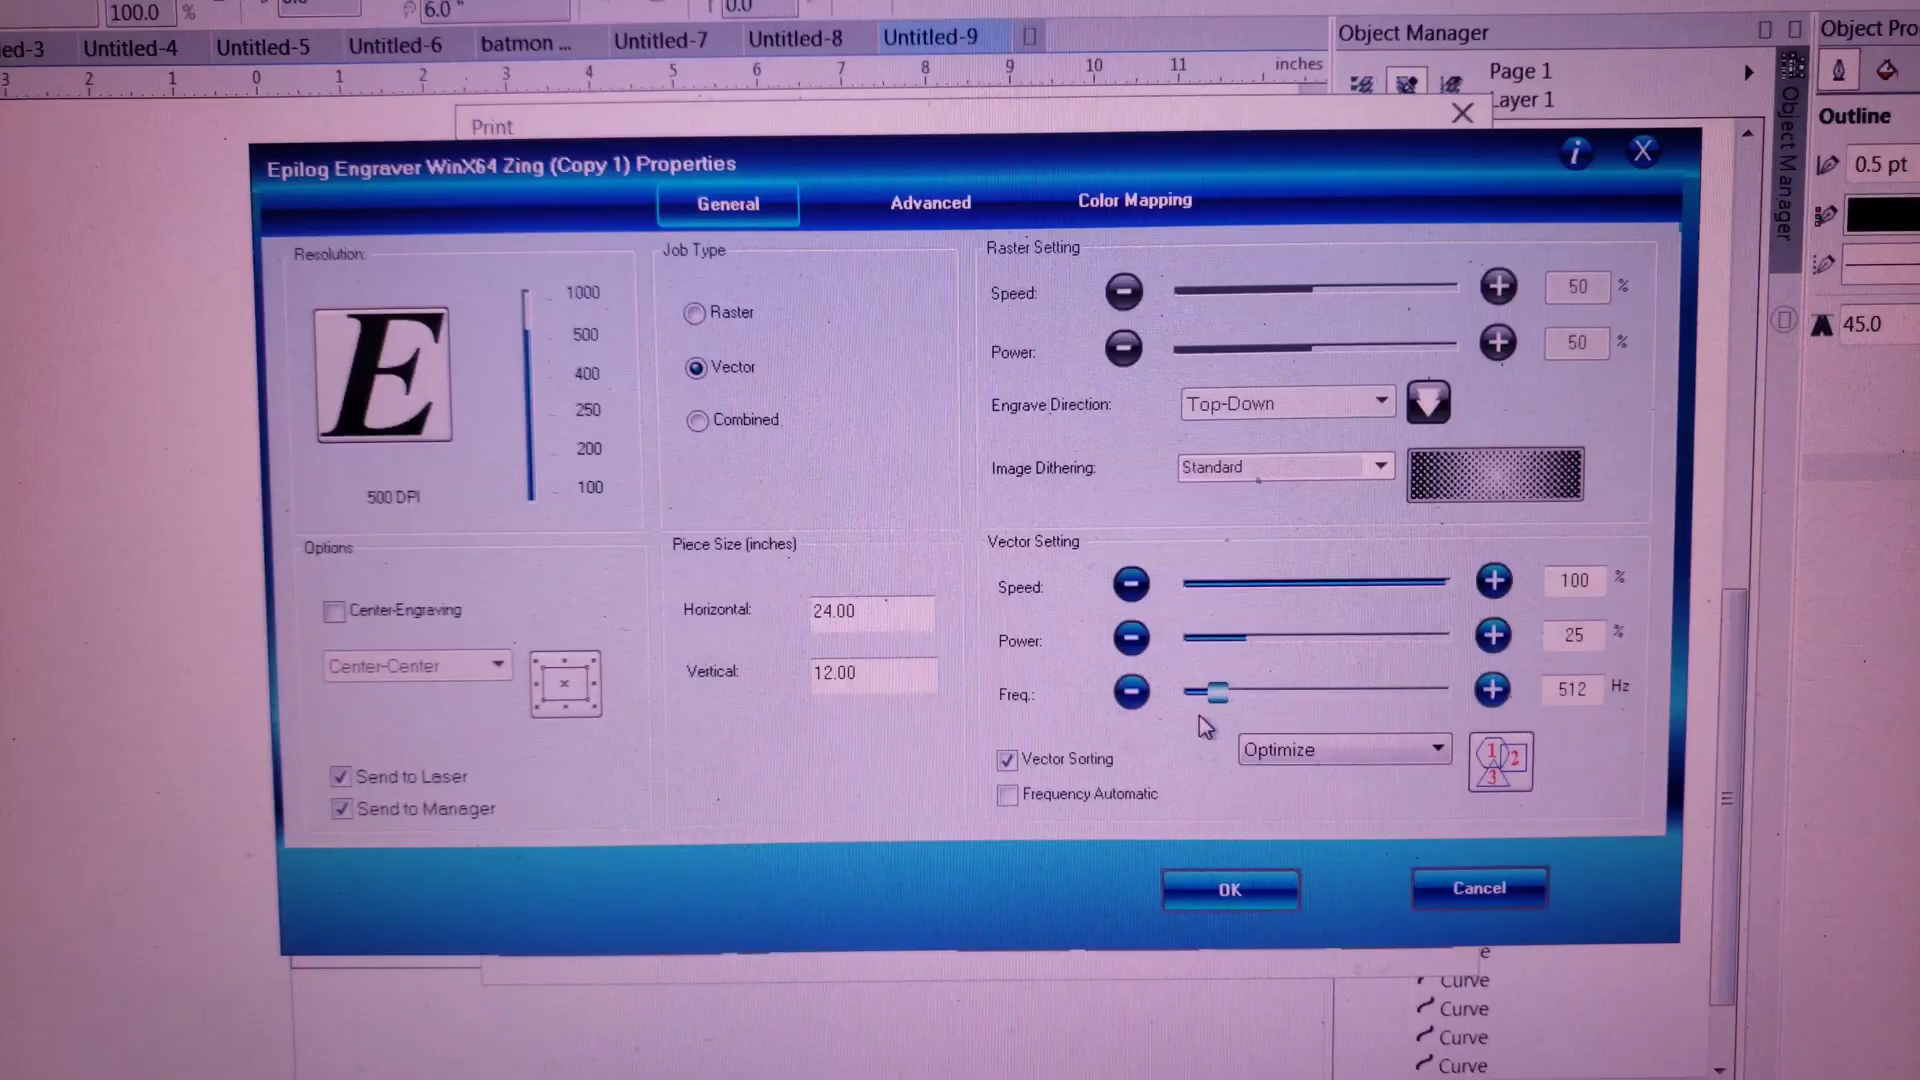 100.0 %
6.0 "
0.0
ed-3 Untitled-4 Untitled-5 Untitled-6 batmon ... Untitled-7 Untitled-8 Untitled-9
3 2 1 0 1 2 3 4 5 6 7 8 9 10 11 inches
Object Manager
Page 1
Layer 1
Object Manager
Object Pro
Outline
0.5 pt
45.0
Print
Epilog Engraver WinX64 Zing (Copy 1) Properties
General Advanced Color Mapping
Resolution:
1000
500
400
250
200
100
E
500 DPI
Job Type
Raster
Vector
Combined
Raster Setting
Speed: 50 %
Power: 50 %
Engrave Direction: Top-Down
Image Dithering: Standard
Options
Center-Engraving
Center-Center
Send to Laser
Send to Manager
Piece Size (inches)
Horizontal: 24.00
Vertical: 12.00
Vector Setting
Speed: 100 %
Power: 25 %
Freq.: 512 Hz
Vector Sorting Optimize
1 2
3
Frequency Automatic
OK Cancel
e
Curve
Curve
Curve
Curve